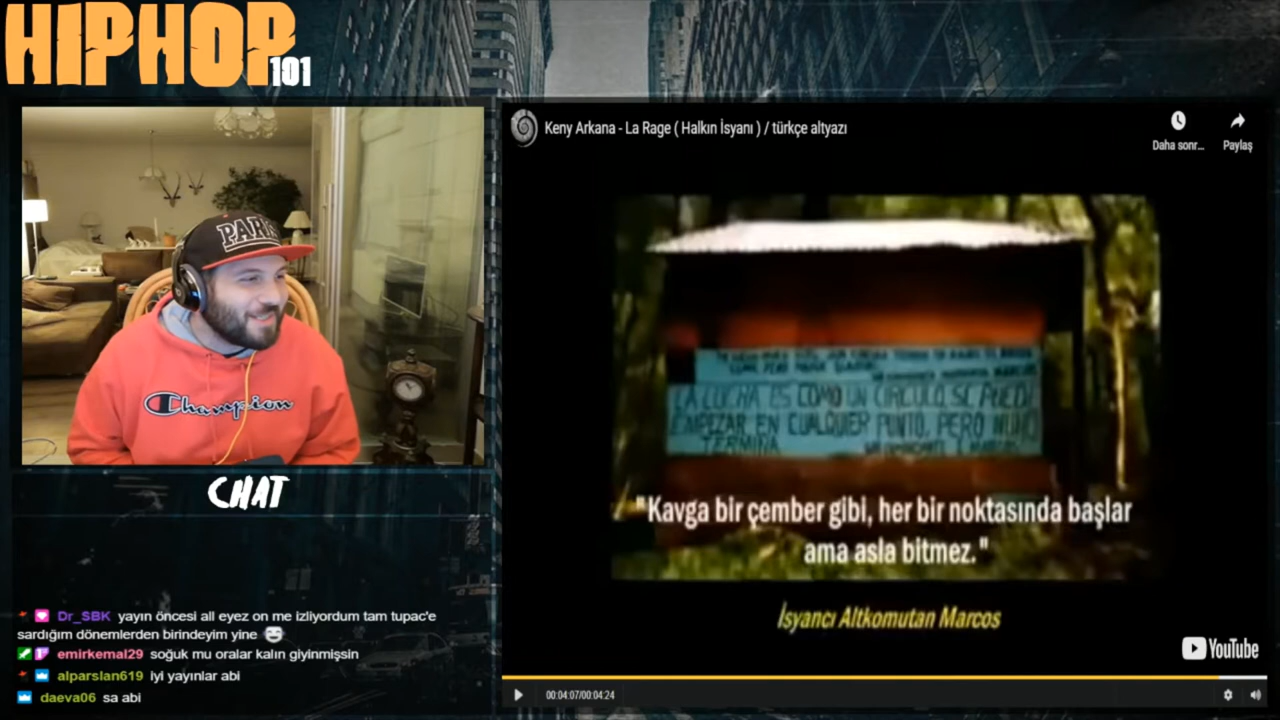 HIPHOP
101
PARIS
Champion
CHAT
Dr_SBK yayın öncesi all eyez on me izliyordum tam tupac'e
sardığım dönemlerden birindeyim yine
emirkemal29 soğuk mu oralar kalın giyinmişsin
alparslan619 iyi yayınlar abi
daeva06 sa abi
Keny Arkana - La Rage ( Halkın İsyanı ) / türkçe altyazı
Daha sonr...
Paylaş
LA LUCHA ES COMO UN CIRCULO, SE PUEDE
EMPEZAR EN CUALQUIER PUNTO, PERO NUNCA
TERMINA
"Kavga bir çember gibi, her bir noktasında başlar
ama asla bitmez."
İsyancı Altkomutan Marcos
YouTube
00:04:07/00:04:24